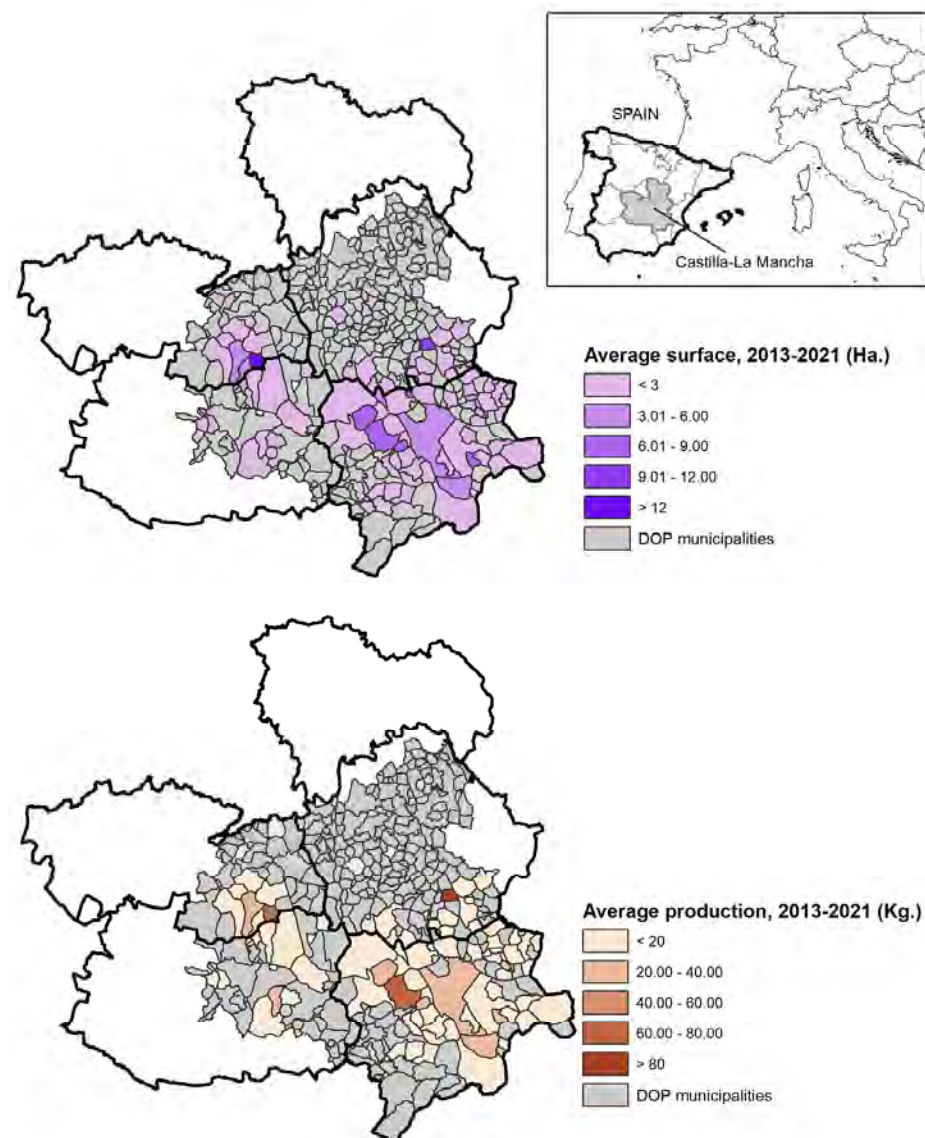 SPAIN
Castilla-La Mancha
Average surface, 2013-2021 (Ha.)
< 3
3.01 - 6.00
6.01 - 9.00
9.01 - 12.00
> 12
DOP municipalities
Average production, 2013-2021 (Kg.)
< 20
20.00 - 40.00
40.00 - 60.00
60.00 - 80.00
> 80
DOP municipalities